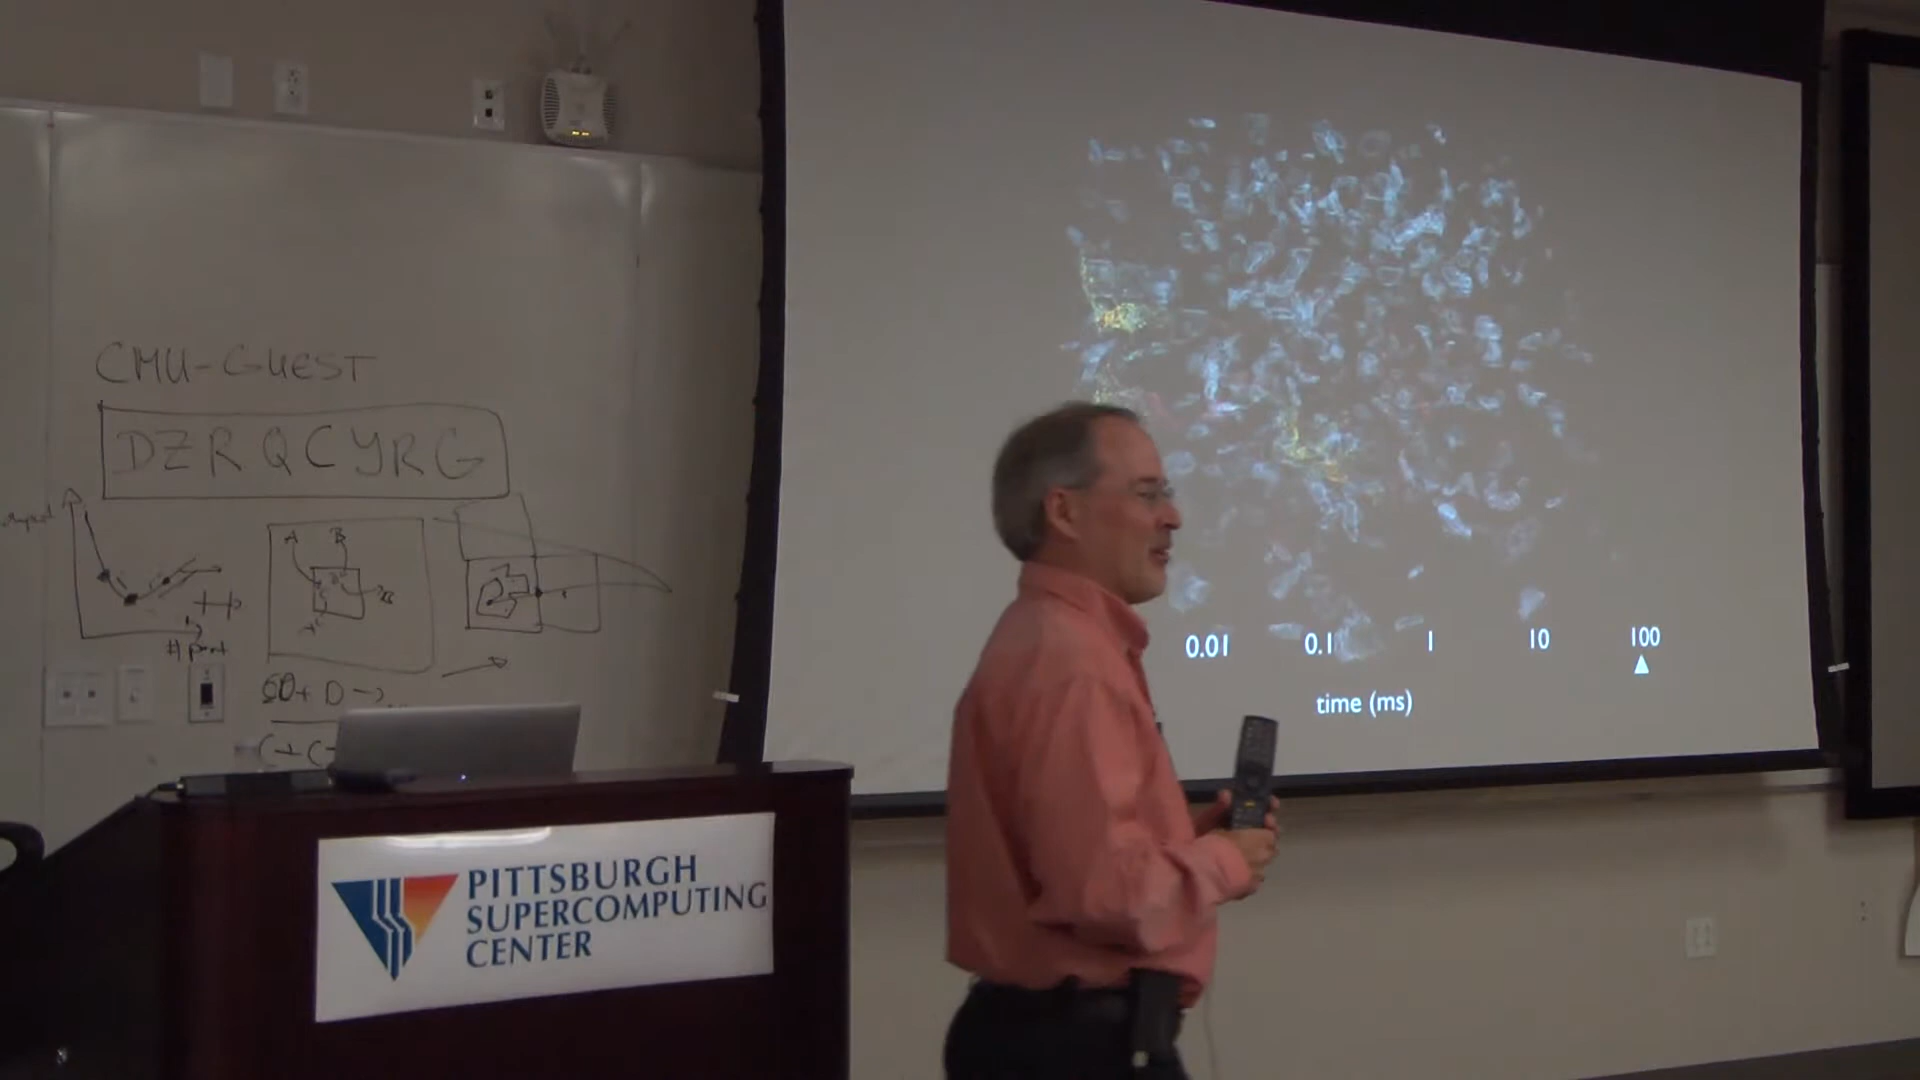 CMU-GUEST
DZRQCYRG
A B
0.01 0.1 1 10 100
time (ms)
PITTSBURGH
SUPERCOMPUTING
CENTER